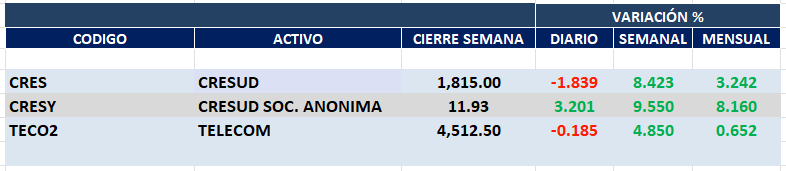 VARIACIÓN %
CODIGO ACTIVO CIERRE SEMANA DIARIO SEMANAL MENSUAL
CRES CRESUD 1,815.00 -1.839 8.423 3.242
CRESY CRESUD SOC. ANONIMA 11.93 3.201 9.550 8.160
TECO2 TELECOM 4,512.50 -0.185 4.850 0.652